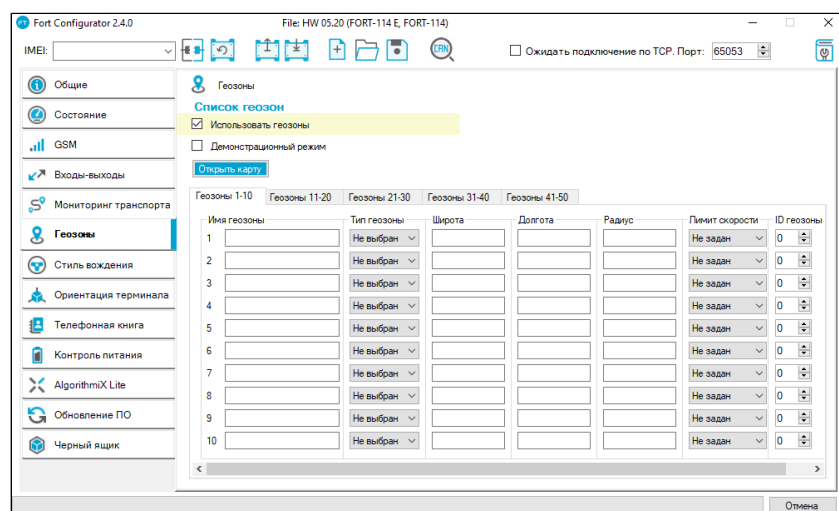 Fort Configurator 2.4.0 File: HW 05.20 (FORT-114 E, FORT-114)
IMEI: CAN Ожидать подключение по TCP. Порт: 65053
Общие
Состояние
GSM
Входы-выходы
Мониторинг транспорта
Геозоны
Стиль вождения
Ориентация терминала
Телефонная книга
Контроль питания
AlgorithmiX Lite
Обновление ПО
Черный ящик
Геозоны
Список геозон
Использовать геозоны
Демонстрационный режим
Открыть карту
Геозоны 1-10 Геозоны 11-20 Геозоны 21-30 Геозоны 31-40 Геозоны 41-50
Имя геозоны Тип геозоны Широта Долгота Радиус Лимит скорости ID геозоны
1 Не выбран Не задан 0
2 Не выбран Не задан 0
3 Не выбран Не задан 0
4 Не выбран Не задан 0
5 Не выбран Не задан 0
6 Не выбран Не задан 0
7 Не выбран Не задан 0
8 Не выбран Не задан 0
9 Не выбран Не задан 0
10 Не выбран Не задан 0
Отмена